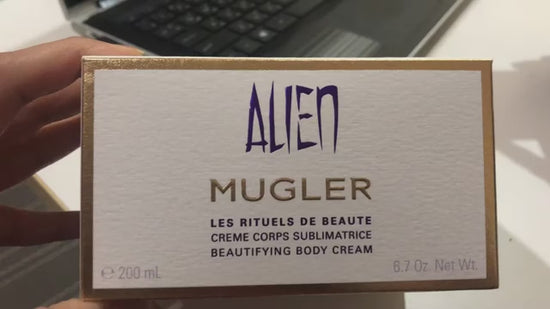 ALIEN
MUGLER
LES RITUELS DE BEAUTE
CREME CORPS SUBLIMATRICE
BEAUTIFYING BODY CREAM
℮ 200 mL
6.7 Oz. Net Wt.